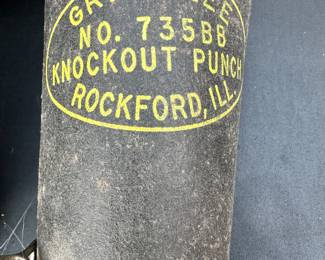 NO. 735BB
KNOCKOUT PUNCH
ROCKFORD, ILL.